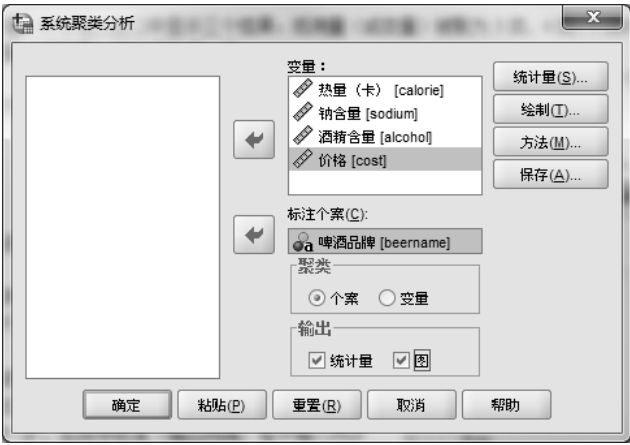 系统聚类分析
变量：
热量（卡） [calorie]
钠含量 [sodium]
酒精含量 [alcohol]
价格 [cost]
统计量(S)...
绘制(T)...
方法(M)...
保存(A)...
标注个案(C):
啤酒品牌 [beername]
聚类
个案 变量
输出
统计量 图
确定 粘贴(P) 重置(R) 取消 帮助